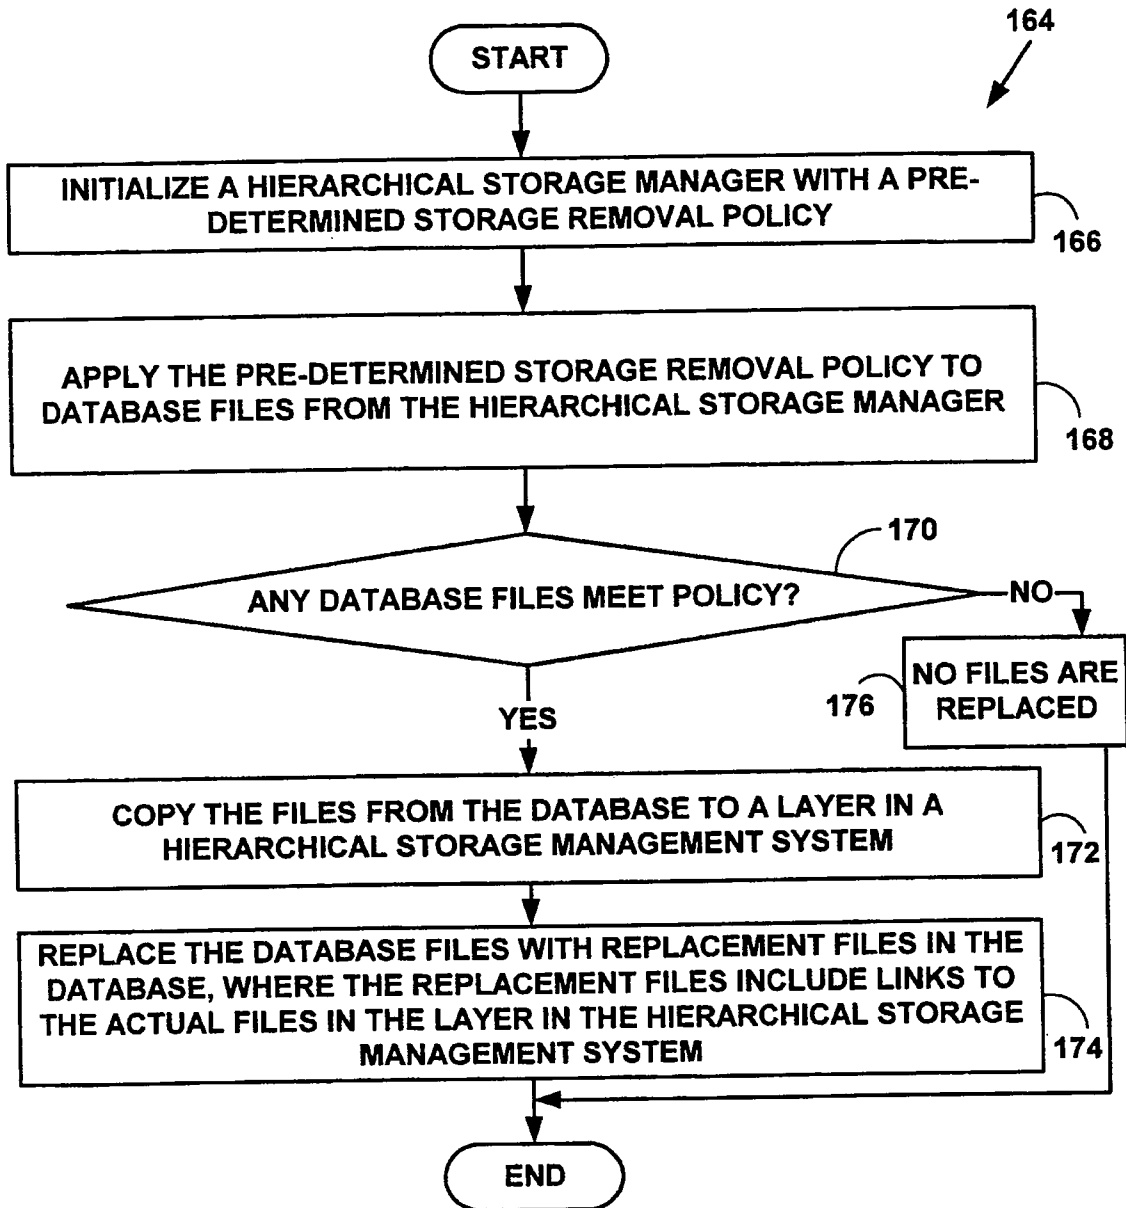 164
START
INITIALIZE A HIERARCHICAL STORAGE MANAGER WITH A PRE-
DETERMINED STORAGE REMOVAL POLICY
166
APPLY THE PRE-DETERMINED STORAGE REMOVAL POLICY TO
DATABASE FILES FROM THE HIERARCHICAL STORAGE MANAGER
168
170
ANY DATABASE FILES MEET POLICY?
NO
NO FILES ARE
REPLACED
176
YES
COPY THE FILES FROM THE DATABASE TO A LAYER IN A
HIERARCHICAL STORAGE MANAGEMENT SYSTEM
172
REPLACE THE DATABASE FILES WITH REPLACEMENT FILES IN THE
DATABASE, WHERE THE REPLACEMENT FILES INCLUDE LINKS TO
THE ACTUAL FILES IN THE LAYER IN THE HIERARCHICAL STORAGE
MANAGEMENT SYSTEM
174
END